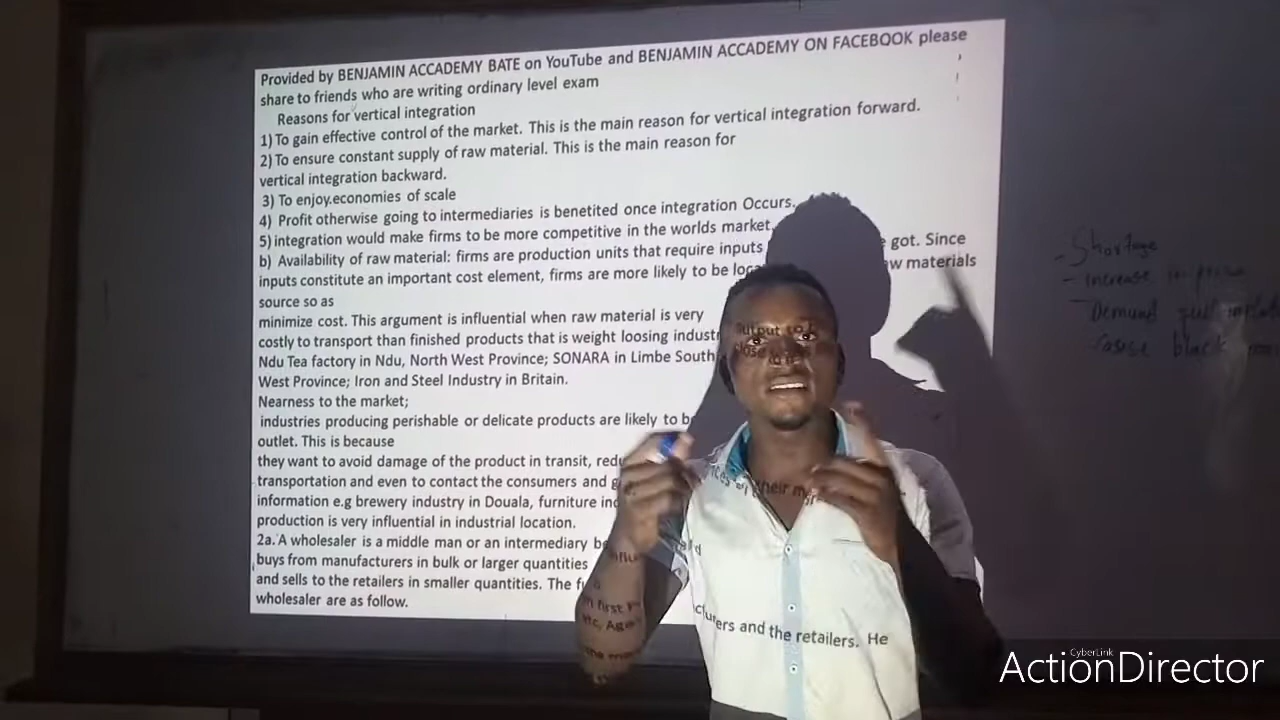 Provided by BENJAMIN ACCADEMY BATE on YouTube and BENJAMIN ACCADEMY ON FACEBOOK please
share to friends who are writing ordinary level exam
Reasons for vertical integration
1) To gain effective control of the market. This is the main reason for vertical integration forward.
2) To ensure constant supply of raw material. This is the main reason for
vertical integration backward.
3) To enjoy.economies of scale
4) Profit otherwise going to intermediaries is benetited once integration Occurs.
5) integration would make firms to be more competitive in the worlds market.
b) Availability of raw material: firms are production units that require inputs got. Since
inputs constitute an important cost element, firms are more likely to be materials
source so as
minimize cost. This argument is influential when raw material is very
costly to transport than finished products that is weight loosing
Ndu Tea factory in Ndu, North West Province; SONARA in Limbe South
West Province; Iron and Steel Industry in Britain.
Nearness to the market;
industries producing perishable or delicate products are likely to
outlet. This is because
they want to avoid damage of the product in transit,
transportation and even to contact the consumers and
information e.g brewery industry in Douala, furniture
production is very influential in industrial location.
2a. A wholesaler is a middle man or an intermediary
buys from manufacturers in bulk or larger quantities
and the retailers. He
and sells to the retailers in smaller quantities. The
wholesaler are as follow.
- Shortage
- increase in
- Demand
black
CyberLink
ActionDirector